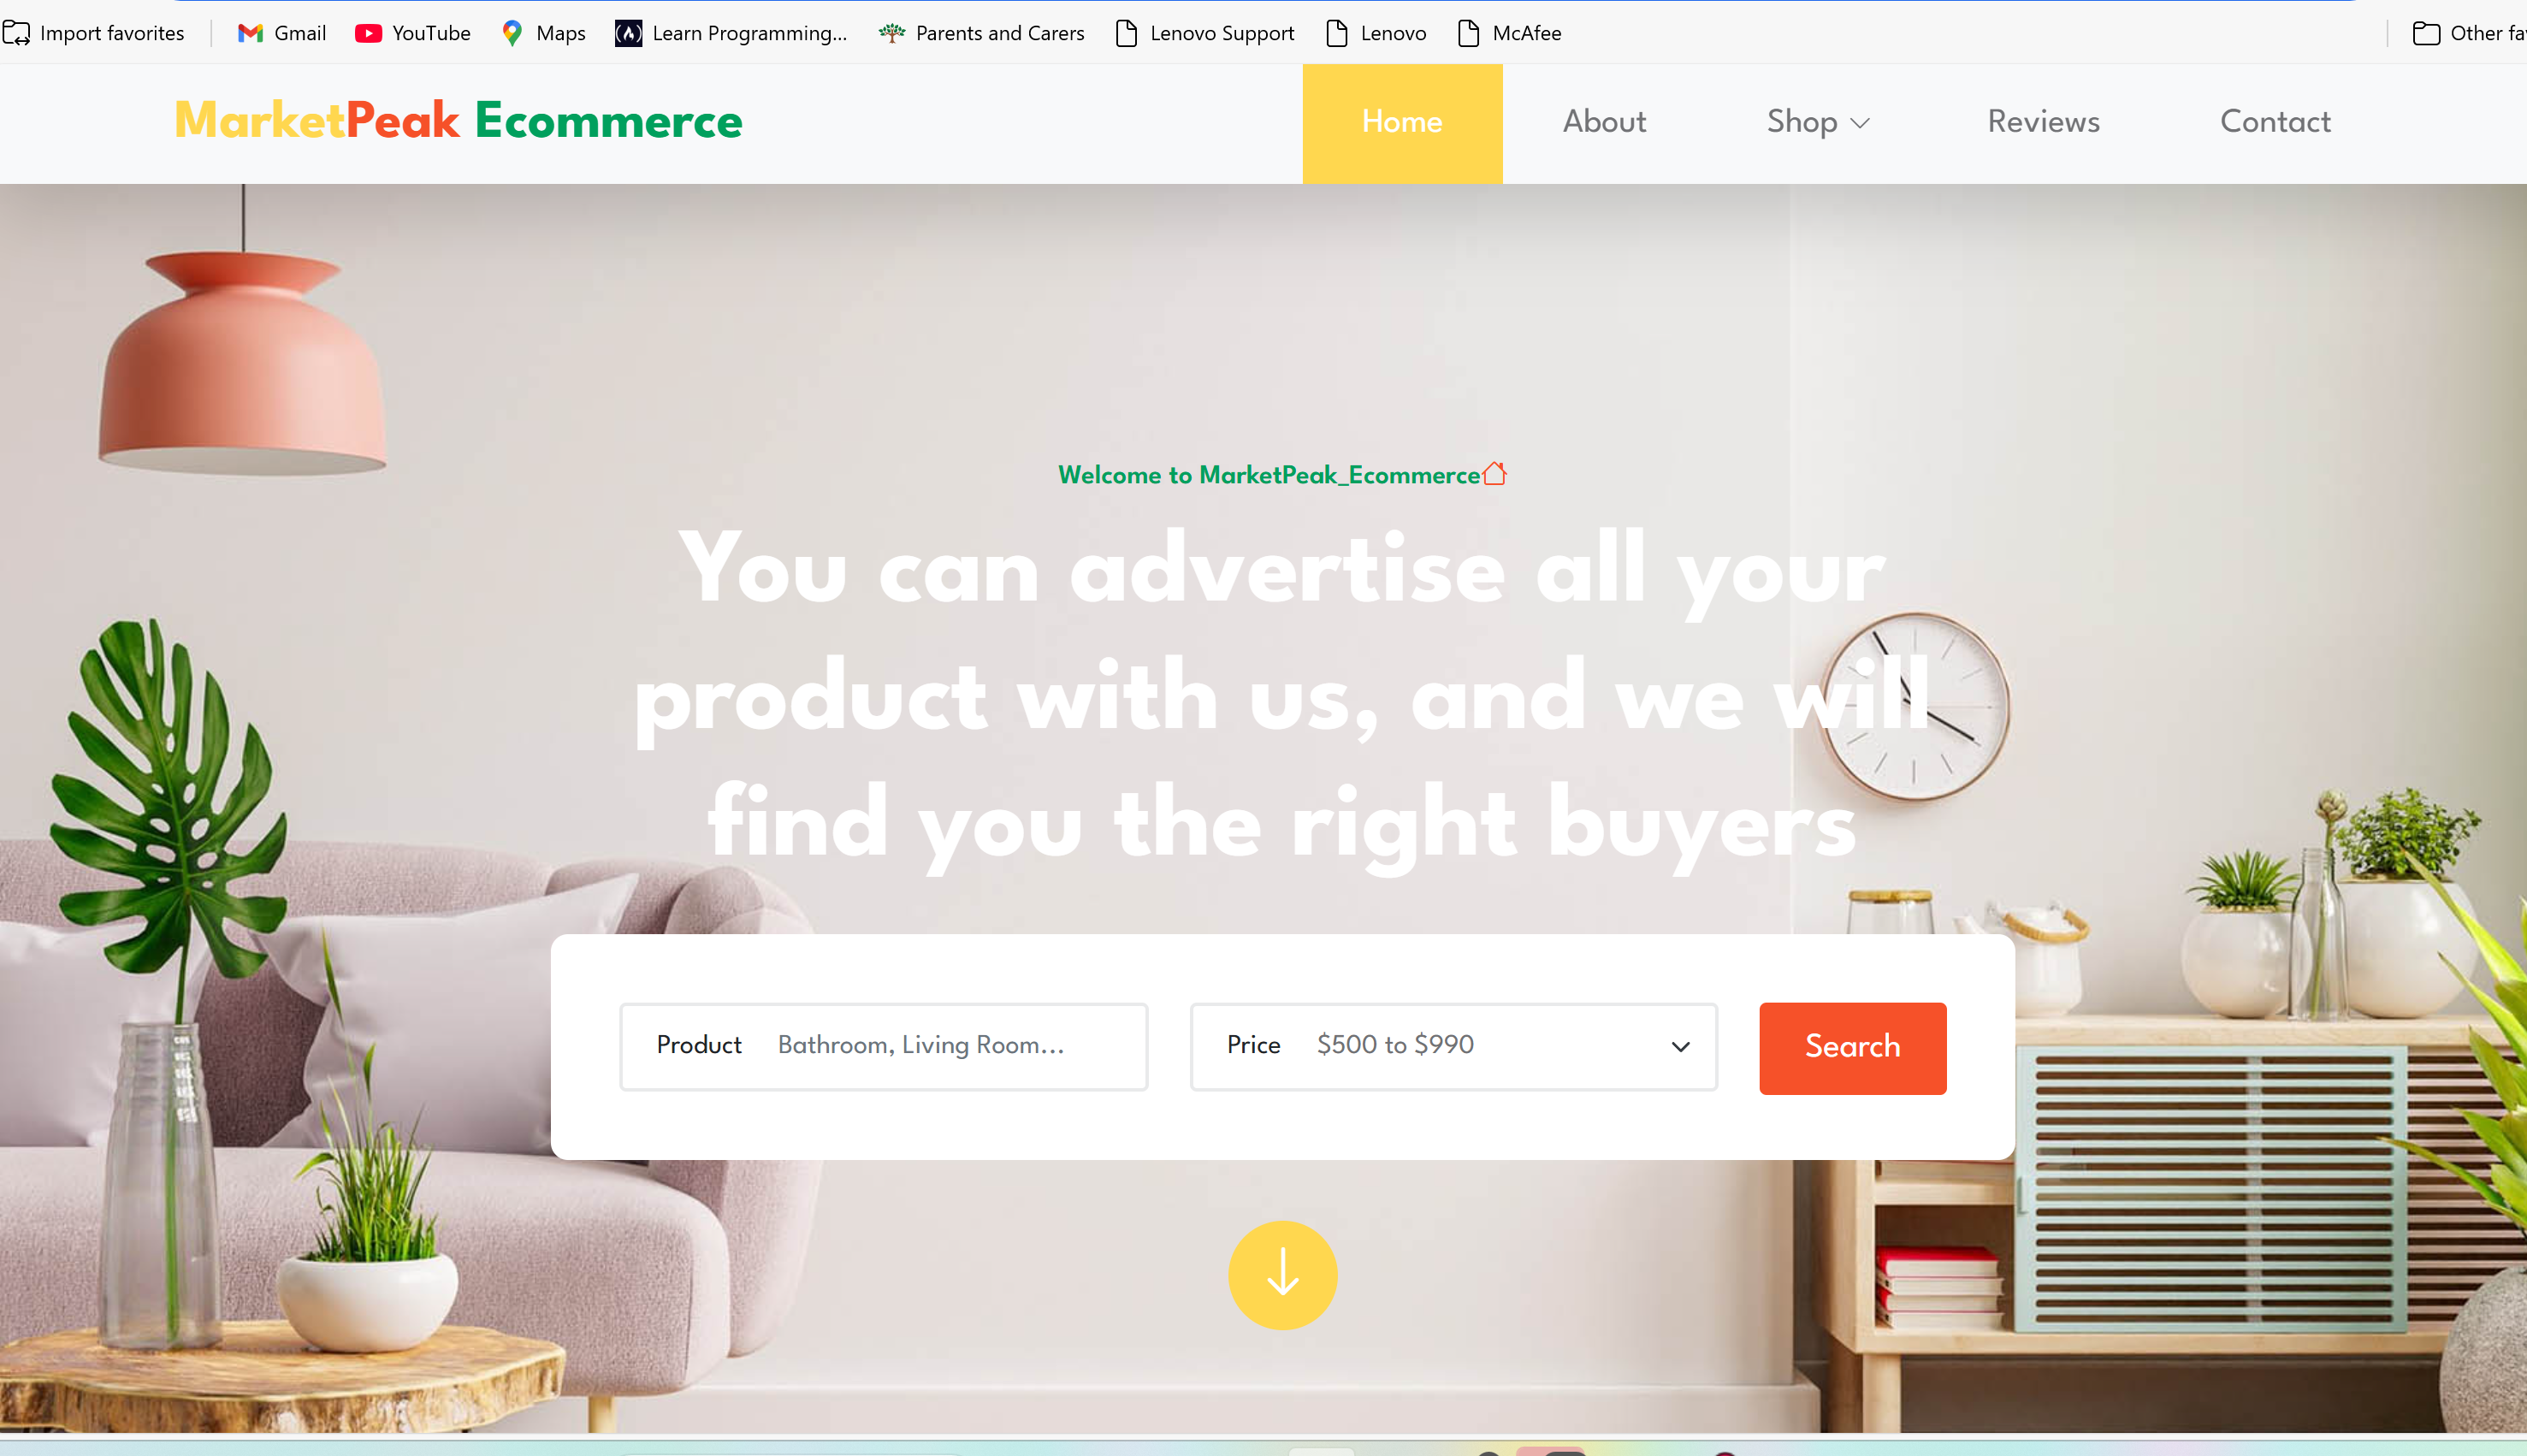 Import favorites Gmail YouTube Maps Learn Programming... Parents and Carers Lenovo Support Lenovo McAfee Other fav
MarketPeak Ecommerce Home About Shop Reviews Contact
Welcome to MarketPeak_Ecommerce
You can advertise all your
product with us, and we will
find you the right buyers
Product Bathroom, Living Room... Price $500 to $990 Search